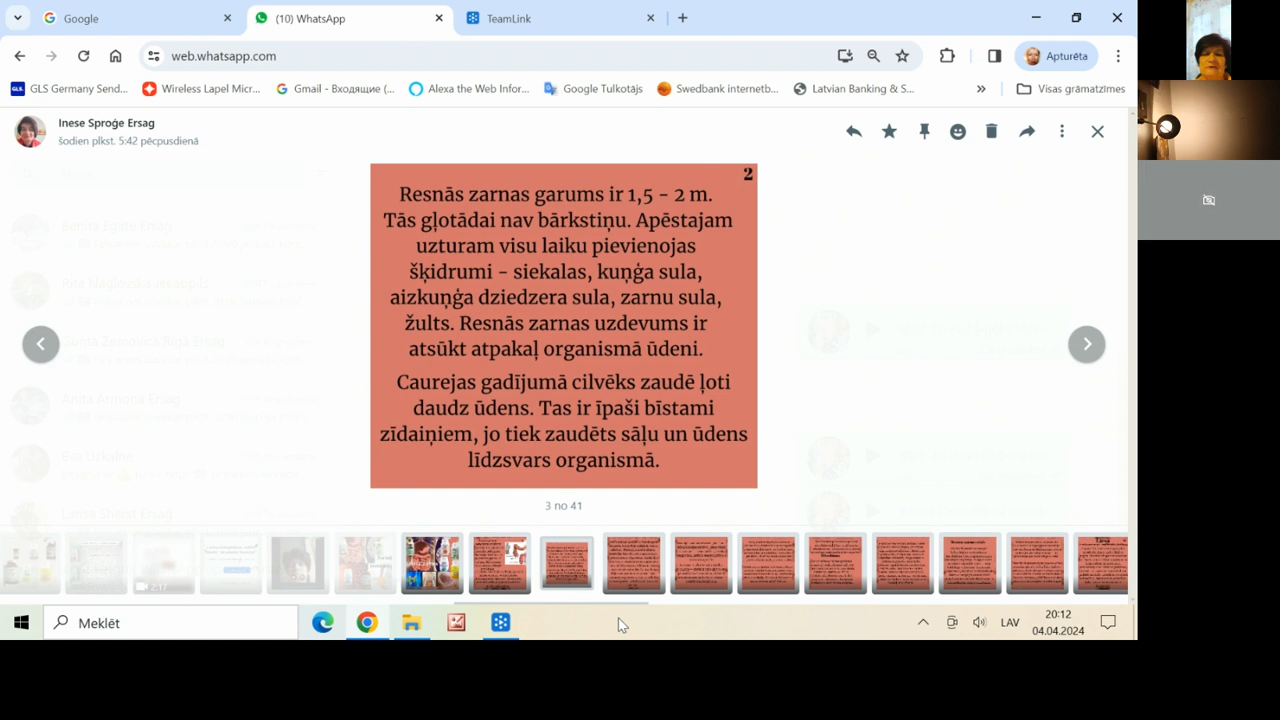 Google
(10) WhatsApp
TeamLink
web.whatsapp.com
Apturēta
GLS Germany Send...
Wireless Lapel Micr...
Gmail - Входящие (...
Alexa the Web Infor...
Google Tulkotājs
Swedbank internetb...
Latvian Banking & S...
Visas grāmatzīmes
Inese Sproģe Ersag
šodien plkst. 5:42 pēcpusdienā
2
Resnās zarnas garums ir 1,5 - 2 m.
Tās gļotādai nav bārkstiņu. Apēstajam
uzturam visu laiku pievienojas
šķidrumi - siekalas, kuņģa sula,
aizkuņģa dziedzera sula, zarnu sula,
žults. Resnās zarnas uzdevums ir
atsūkt atpakaļ organismā ūdeni.
Caurejas gadījumā cilvēks zaudē ļoti
daudz ūdens. Tas ir īpaši bīstami
zīdaiņiem, jo tiek zaudēts sāļu un ūdens
līdzsvars organismā.
3 no 41
Meklēt
LAV
20:12
04.04.2024